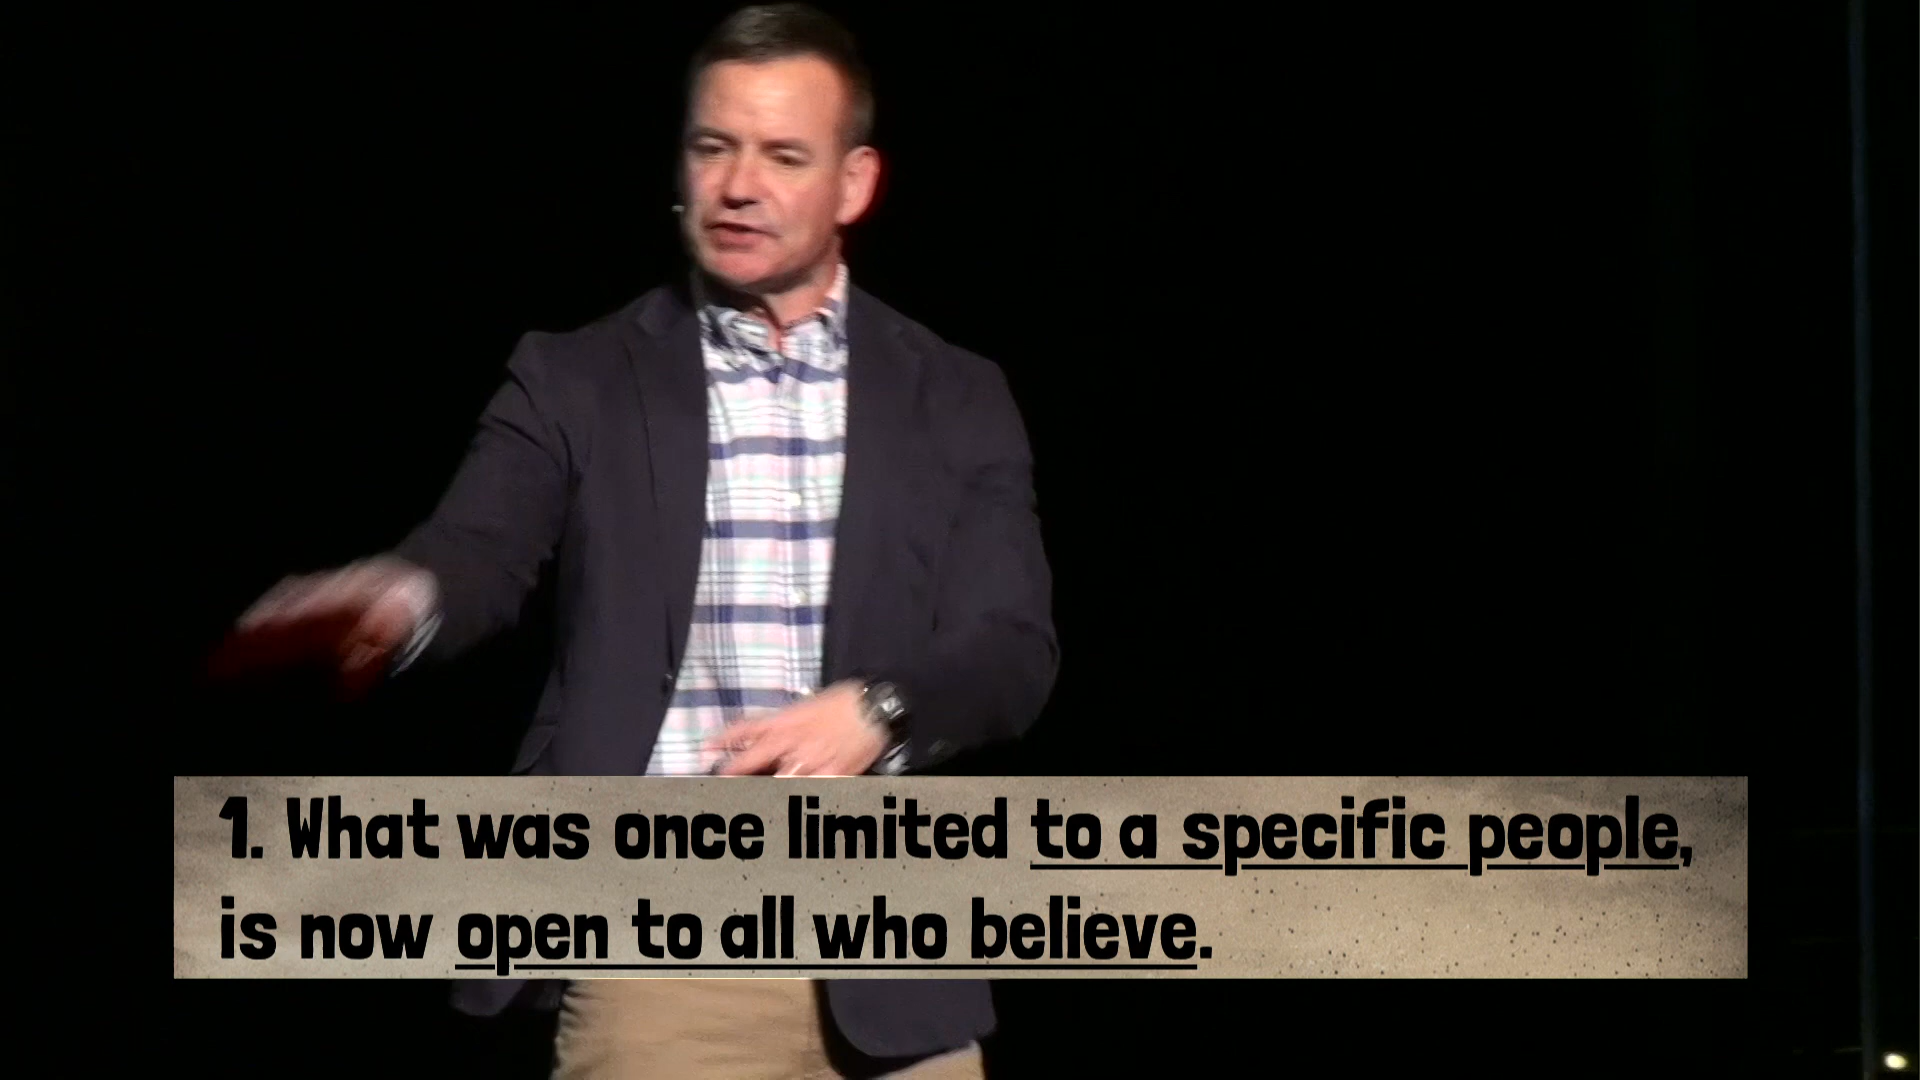 1. What was once limited to a specific people,
is now open to all who believe.